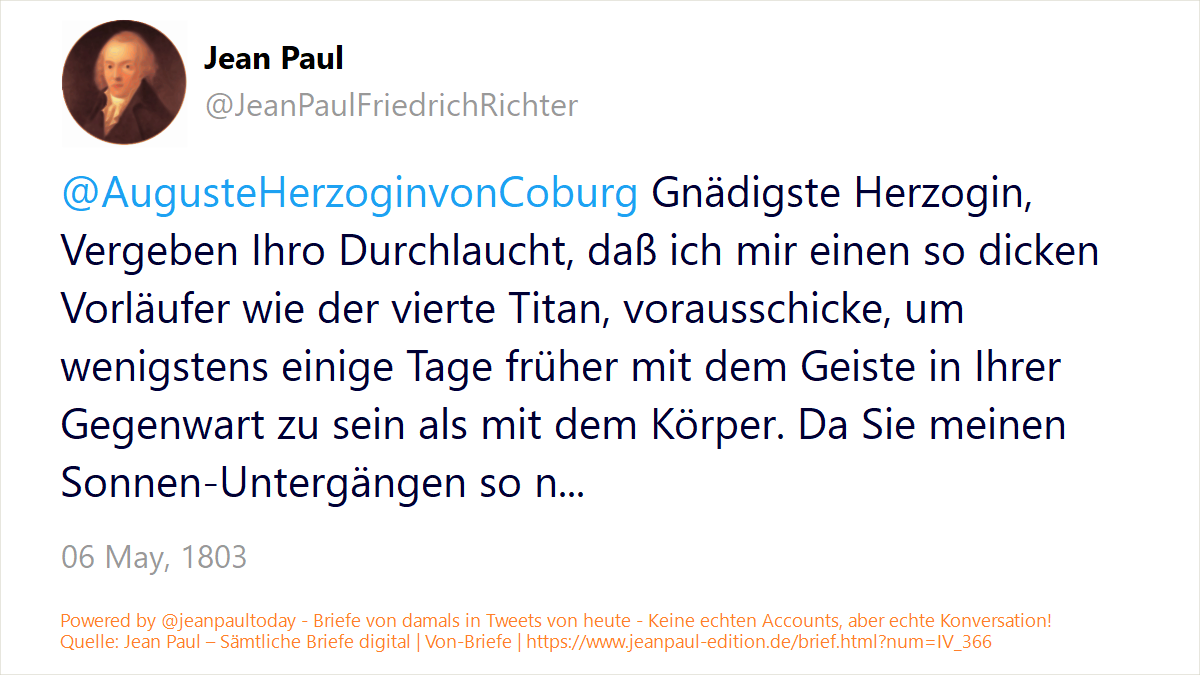 Jean Paul
@JeanPaulFriedrichRichter
@AugusteHerzoginvonCoburg Gnädigste Herzogin,
Vergeben Ihro Durchlaucht, daß ich mir einen so dicken
Vorläufer wie der vierte Titan, vorausschicke, um
wenigstens einige Tage früher mit dem Geiste in Ihrer
Gegenwart zu sein als mit dem Körper. Da Sie meinen
Sonnen-Untergängen so n...
06 May, 1803
Powered by @jeanpaultoday - Briefe von damals in Tweets von heute - Keine echten Accounts, aber echte Konversation!
Quelle: Jean Paul – Sämtliche Briefe digital | Von-Briefe | https://www.jeanpaul-edition.de/brief.html?num=IV_366